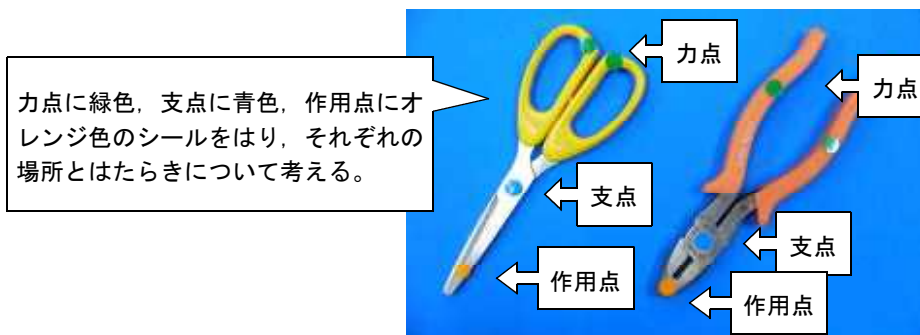 力点に緑色，支点に青色，作用点にオ
レンジ色のシールをはり，それぞれの
場所とはたらきについて考える。
力点
支点
作用点
力点
支点
作用点